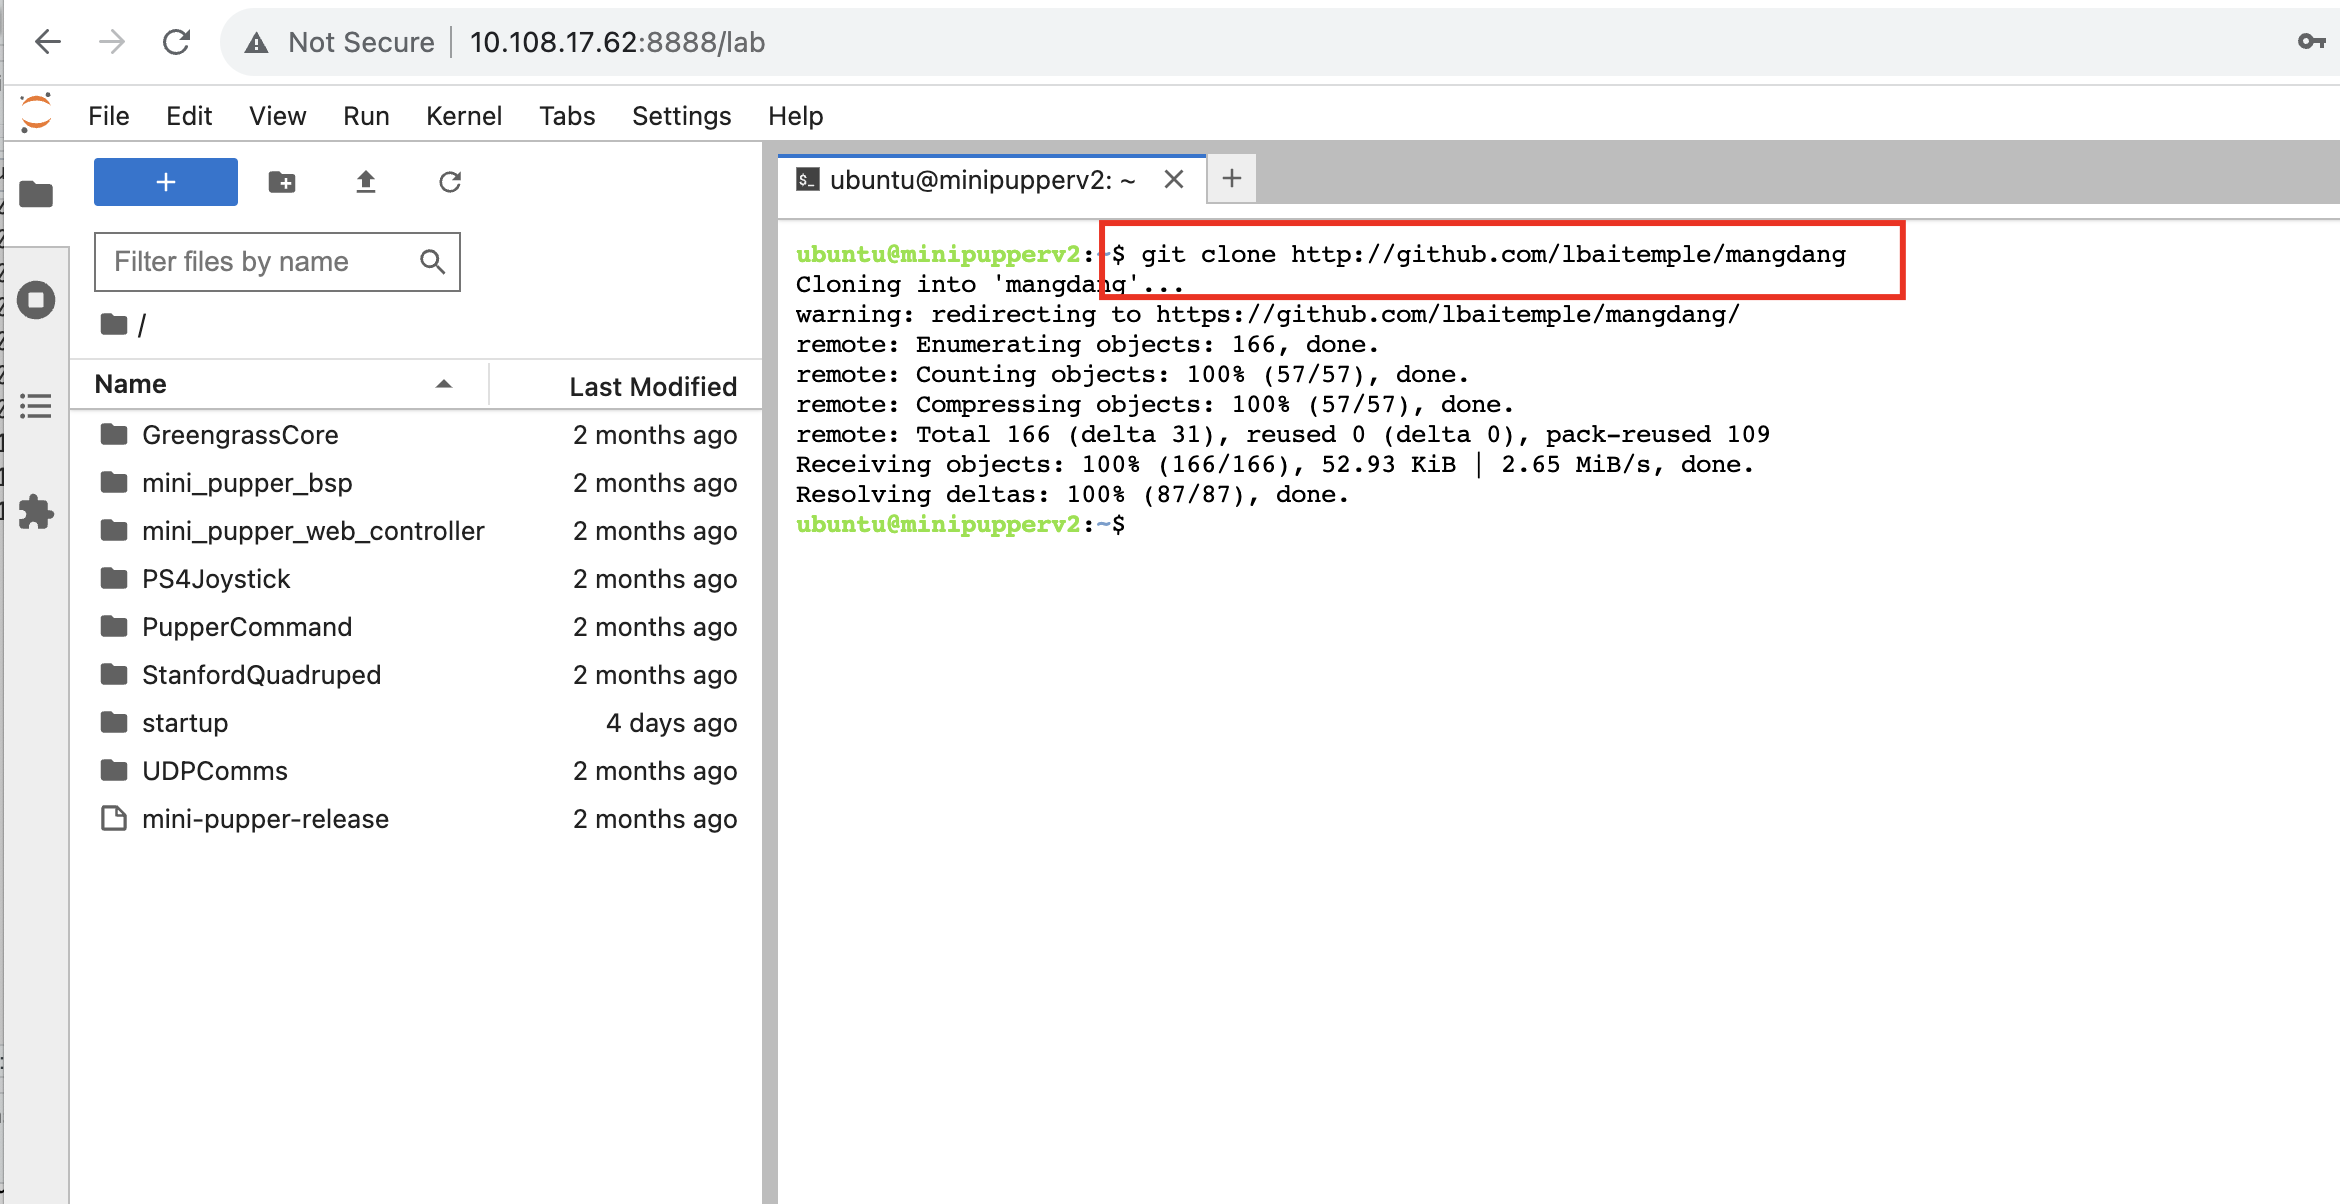 Not Secure | 10.108.17.62:8888/lab
File Edit View Run Kernel Tabs Settings Help
+
Filter files by name
/
Name Last Modified
GreengrassCore 2 months ago
mini_pupper_bsp 2 months ago
mini_pupper_web_controller 2 months ago
PS4Joystick 2 months ago
PupperCommand 2 months ago
StanfordQuadruped 2 months ago
startup 4 days ago
UDPComms 2 months ago
mini-pupper-release 2 months ago
$_ ubuntu@minipupperv2: ~
ubuntu@minipupperv2:~$ git clone http://github.com/lbaitemple/mangdang
Cloning into 'mangdang'...
warning: redirecting to https://github.com/lbaitemple/mangdang/
remote: Enumerating objects: 166, done.
remote: Counting objects: 100% (57/57), done.
remote: Compressing objects: 100% (57/57), done.
remote: Total 166 (delta 31), reused 0 (delta 0), pack-reused 109
Receiving objects: 100% (166/166), 52.93 KiB | 2.65 MiB/s, done.
Resolving deltas: 100% (87/87), done.
ubuntu@minipupperv2:~$